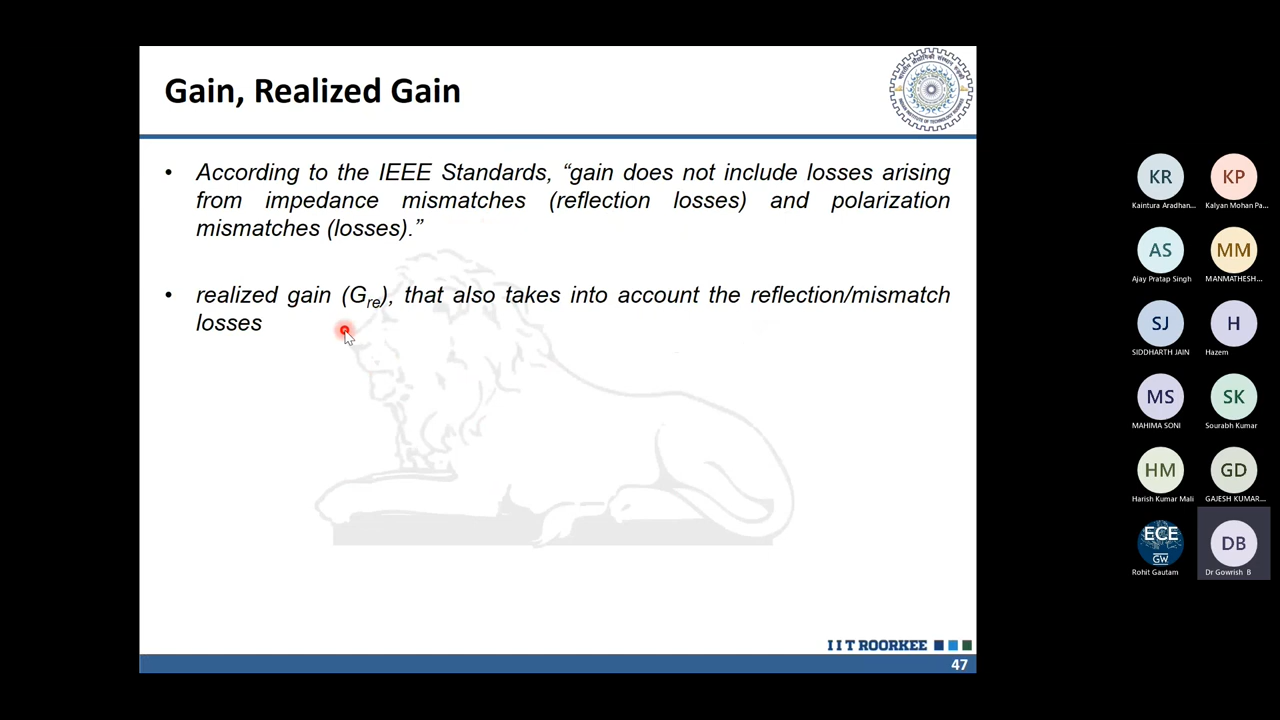 Gain, Realized Gain
• According to the IEEE Standards, “gain does not include losses arising
from impedance mismatches (reflection losses) and polarization
mismatches (losses).”
• realized gain (Gre), that also takes into account the reflection/mismatch
losses
IIT ROORKEE
47
KR
KP
Kaintura Aradhan...
Kalyan Mohan Pa...
AS
MM
Ajay Pratap Singh
MANMATHESH...
SJ
H
SIDDHARTH JAIN
Hazem
MS
SK
MAHIMA SONI
Sourabh Kumar
HM
GD
Harish Kumar Mali
GAJESH KUMAR...
ECE
GW
DB
Rohit Gautam
Dr Gowrish B